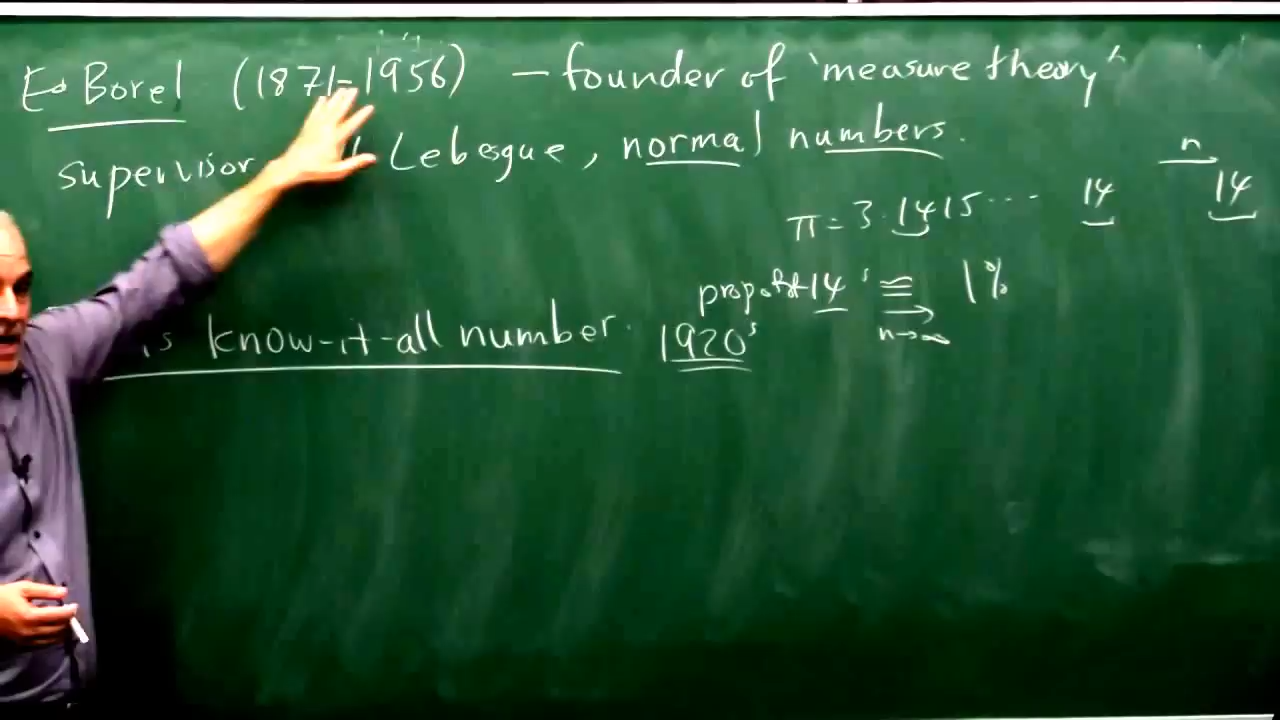 Borel (1871-1956) — founder of 'measure theory"
supervisor Lebesgue, normal numbers.
n
π = 3.1415... 14 14
prop of 14's ≅ 1%
n→∞
is know-it-all number. 1920's